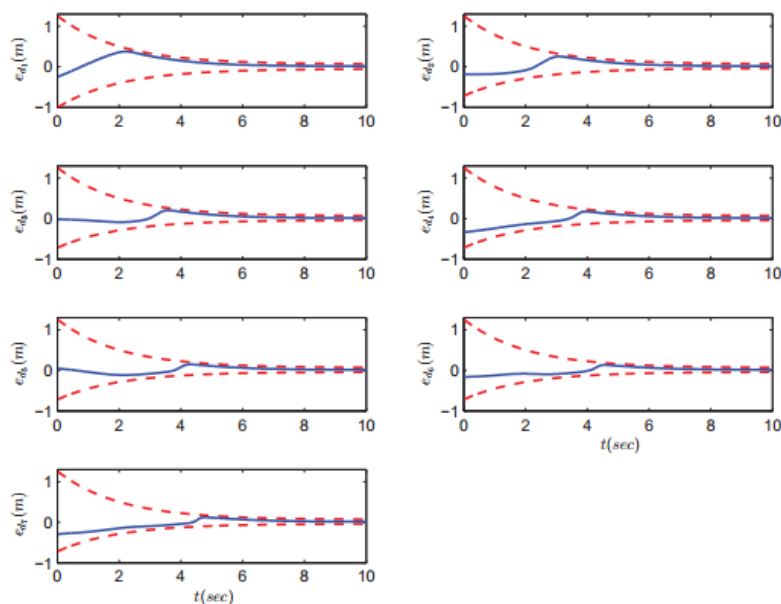 e_{d_1}(m)
1
0
−1
0 2 4 6 8 10
e_{d_2}(m)
1
0
−1
0 2 4 6 8 10
e_{d_3}(m)
1
0
−1
0 2 4 6 8 10
e_{d_4}(m)
1
0
−1
0 2 4 6 8 10
e_{d_5}(m)
1
0
−1
0 2 4 6 8 10
e_{d_6}(m)
1
0
−1
0 2 4 6 8 10
t(sec)
e_{d_7}(m)
1
0
−1
0 2 4 6 8 10
t(sec)